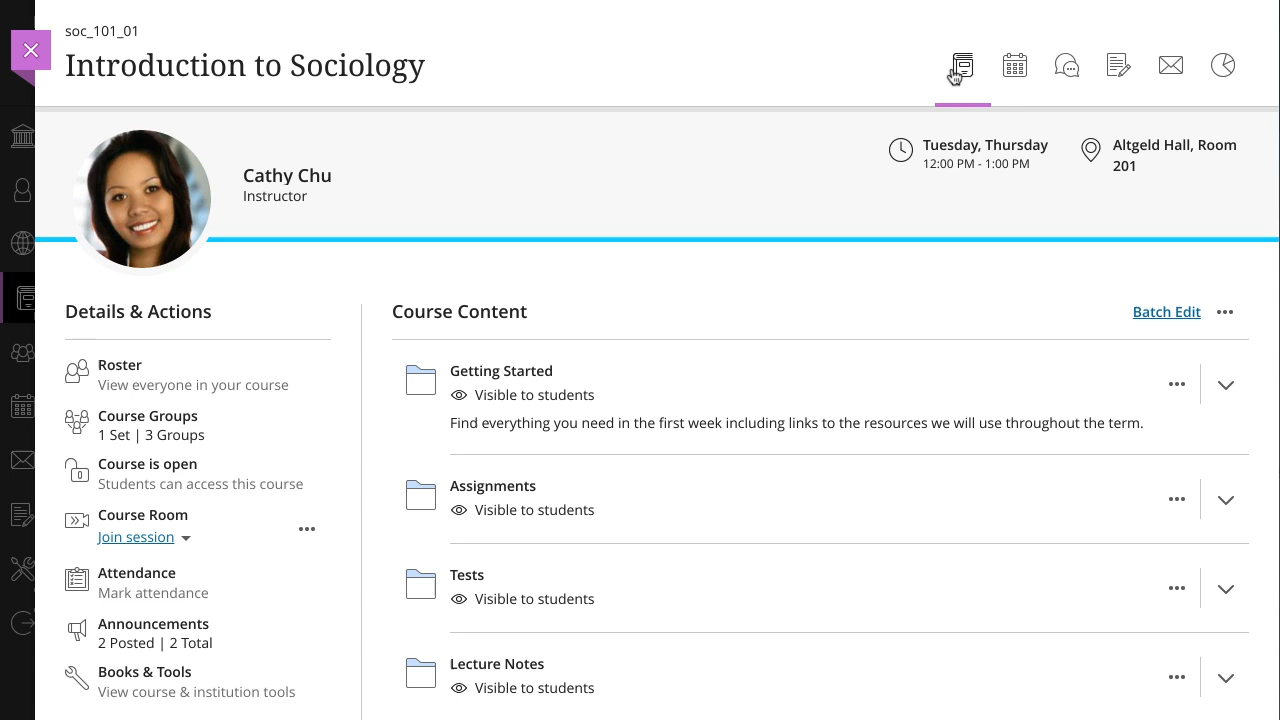 soc_101_01
Introduction to Sociology
Cathy Chu
Instructor
Tuesday, Thursday
12:00 PM - 1:00 PM
Altgeld Hall, Room
201
Details & Actions
Roster
View everyone in your course
Course Groups
1 Set | 3 Groups
Course is open
Students can access this course
Course Room
Join session
Attendance
Mark attendance
Announcements
2 Posted | 2 Total
Books & Tools
View course & institution tools
Course Content
Batch Edit
Getting Started
Visible to students
Find everything you need in the first week including links to the resources we will use throughout the term.
Assignments
Visible to students
Tests
Visible to students
Lecture Notes
Visible to students